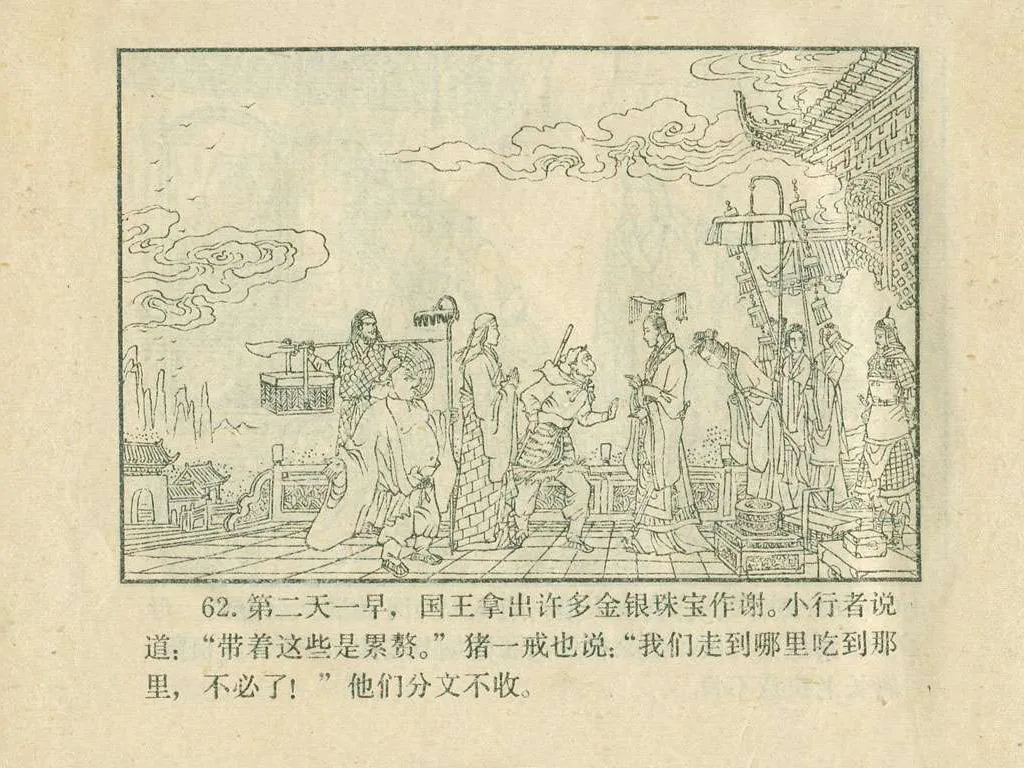 62. 第二天一早，国王拿出许多金银珠宝作谢。小行者说
道：“带着这些是累赘。” 猪一戒也说：“我们走到哪里吃到那
里，不必了！”他们分文不收。